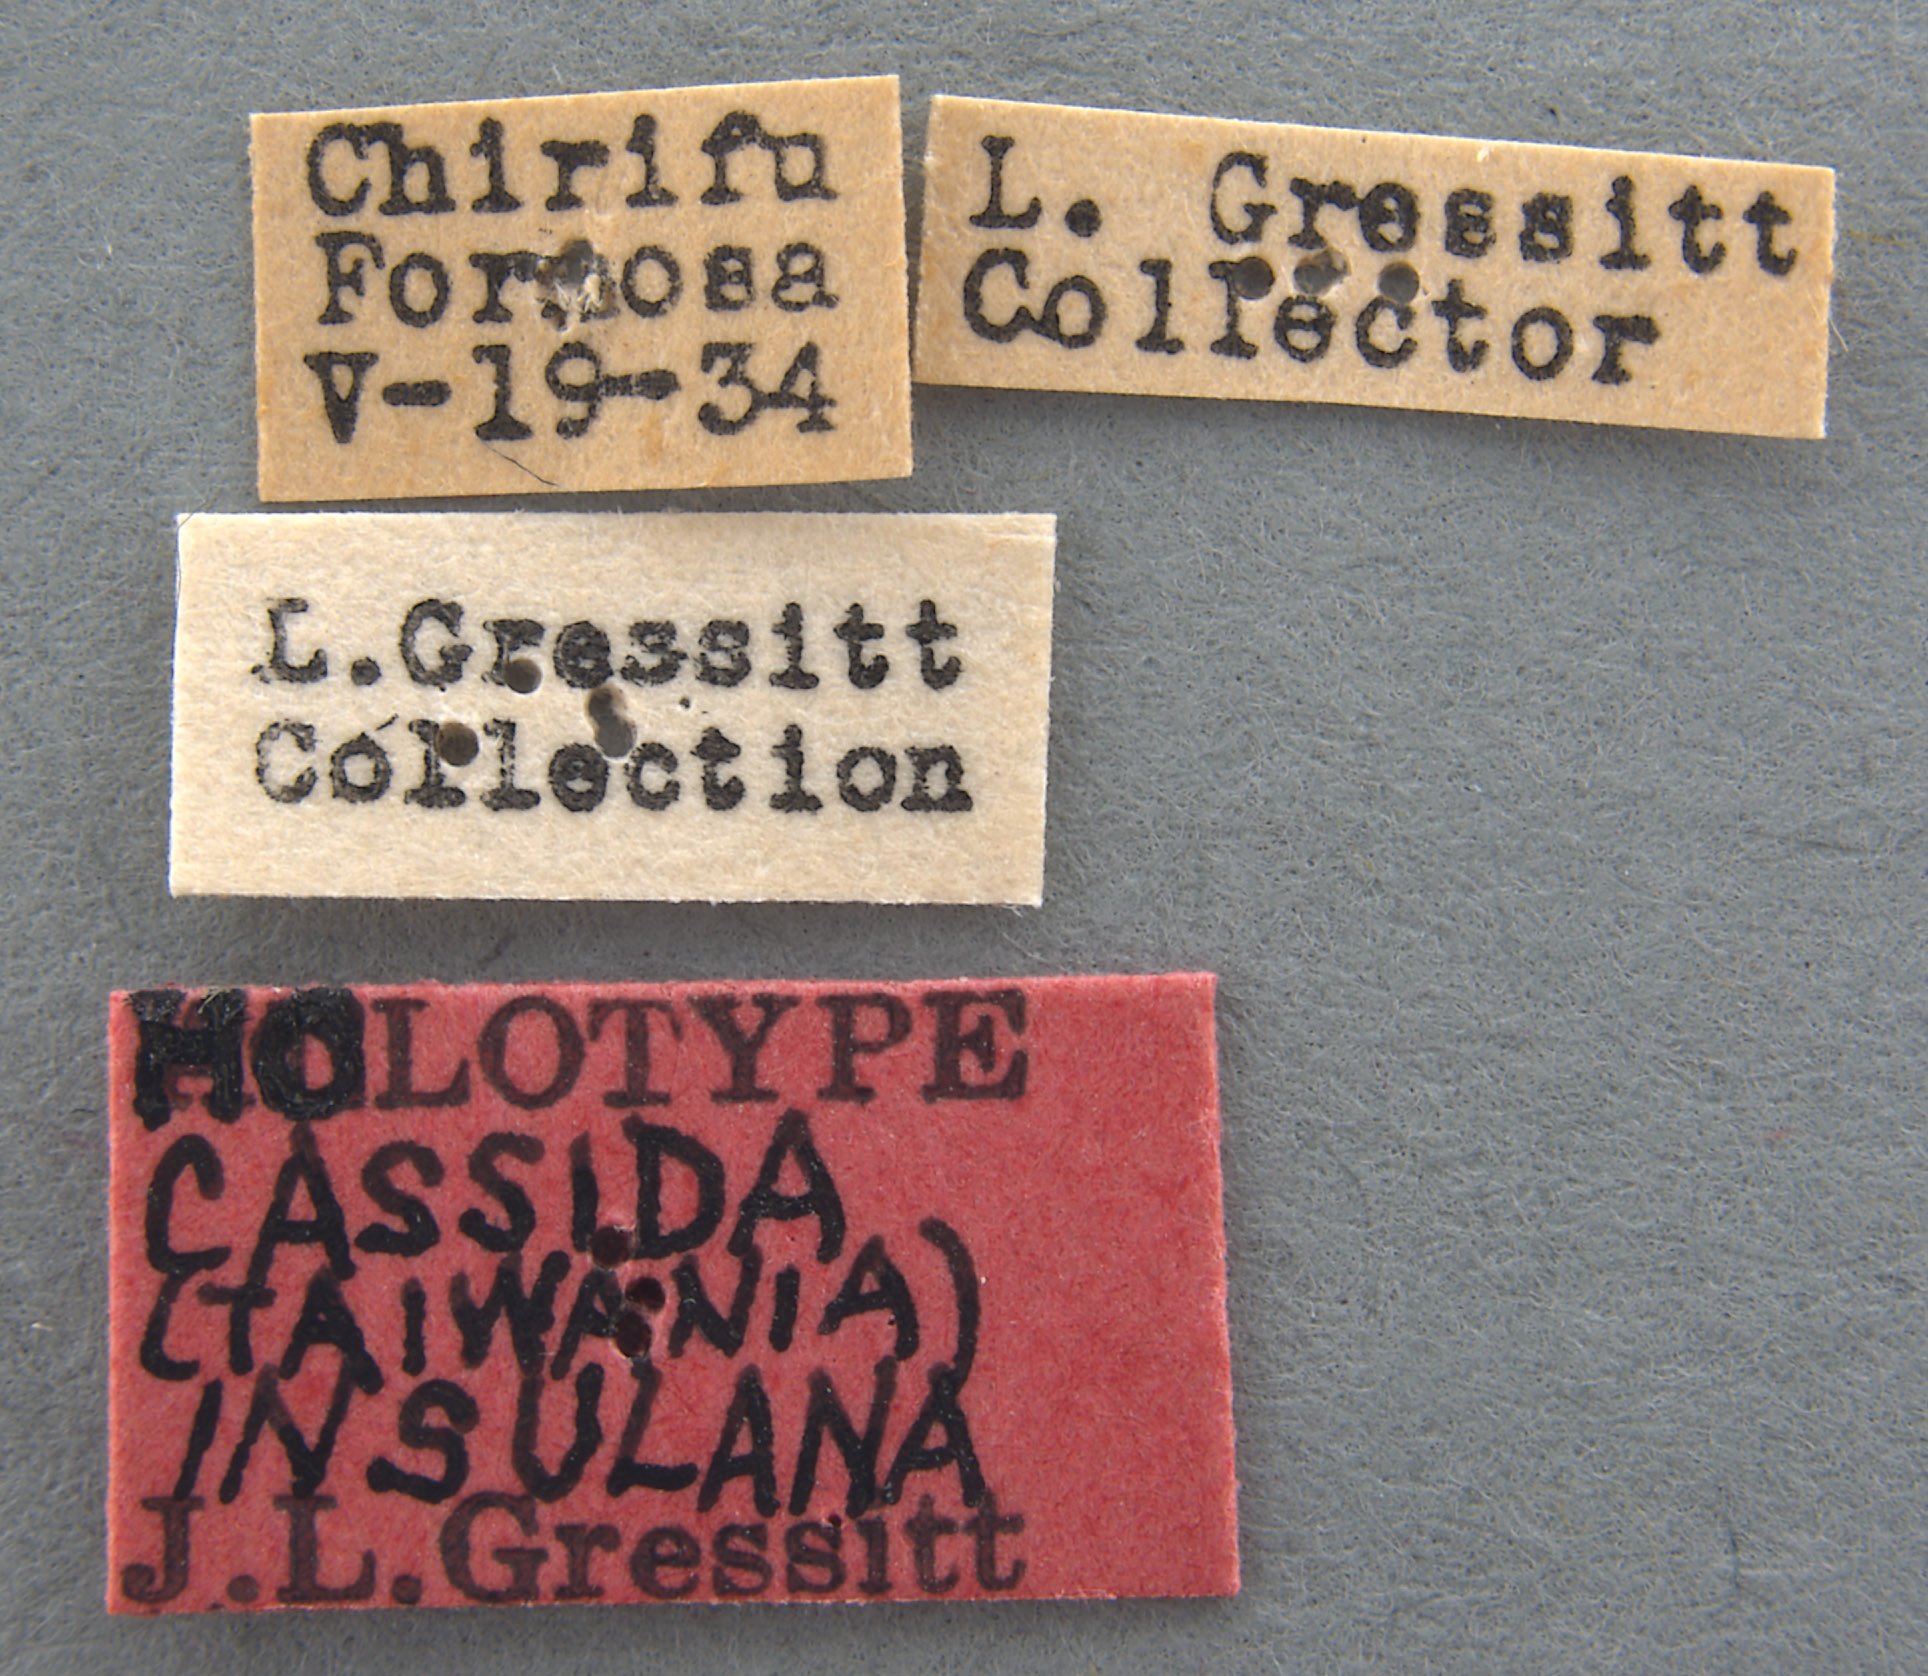 Chirifu
Formosa
V-19-34
L. Gressitt
Collector
L.Gressitt
Collection
HOLOTYPE
CASSIDA
(TAIWANIA)
INSULANA
J.L.Gressitt